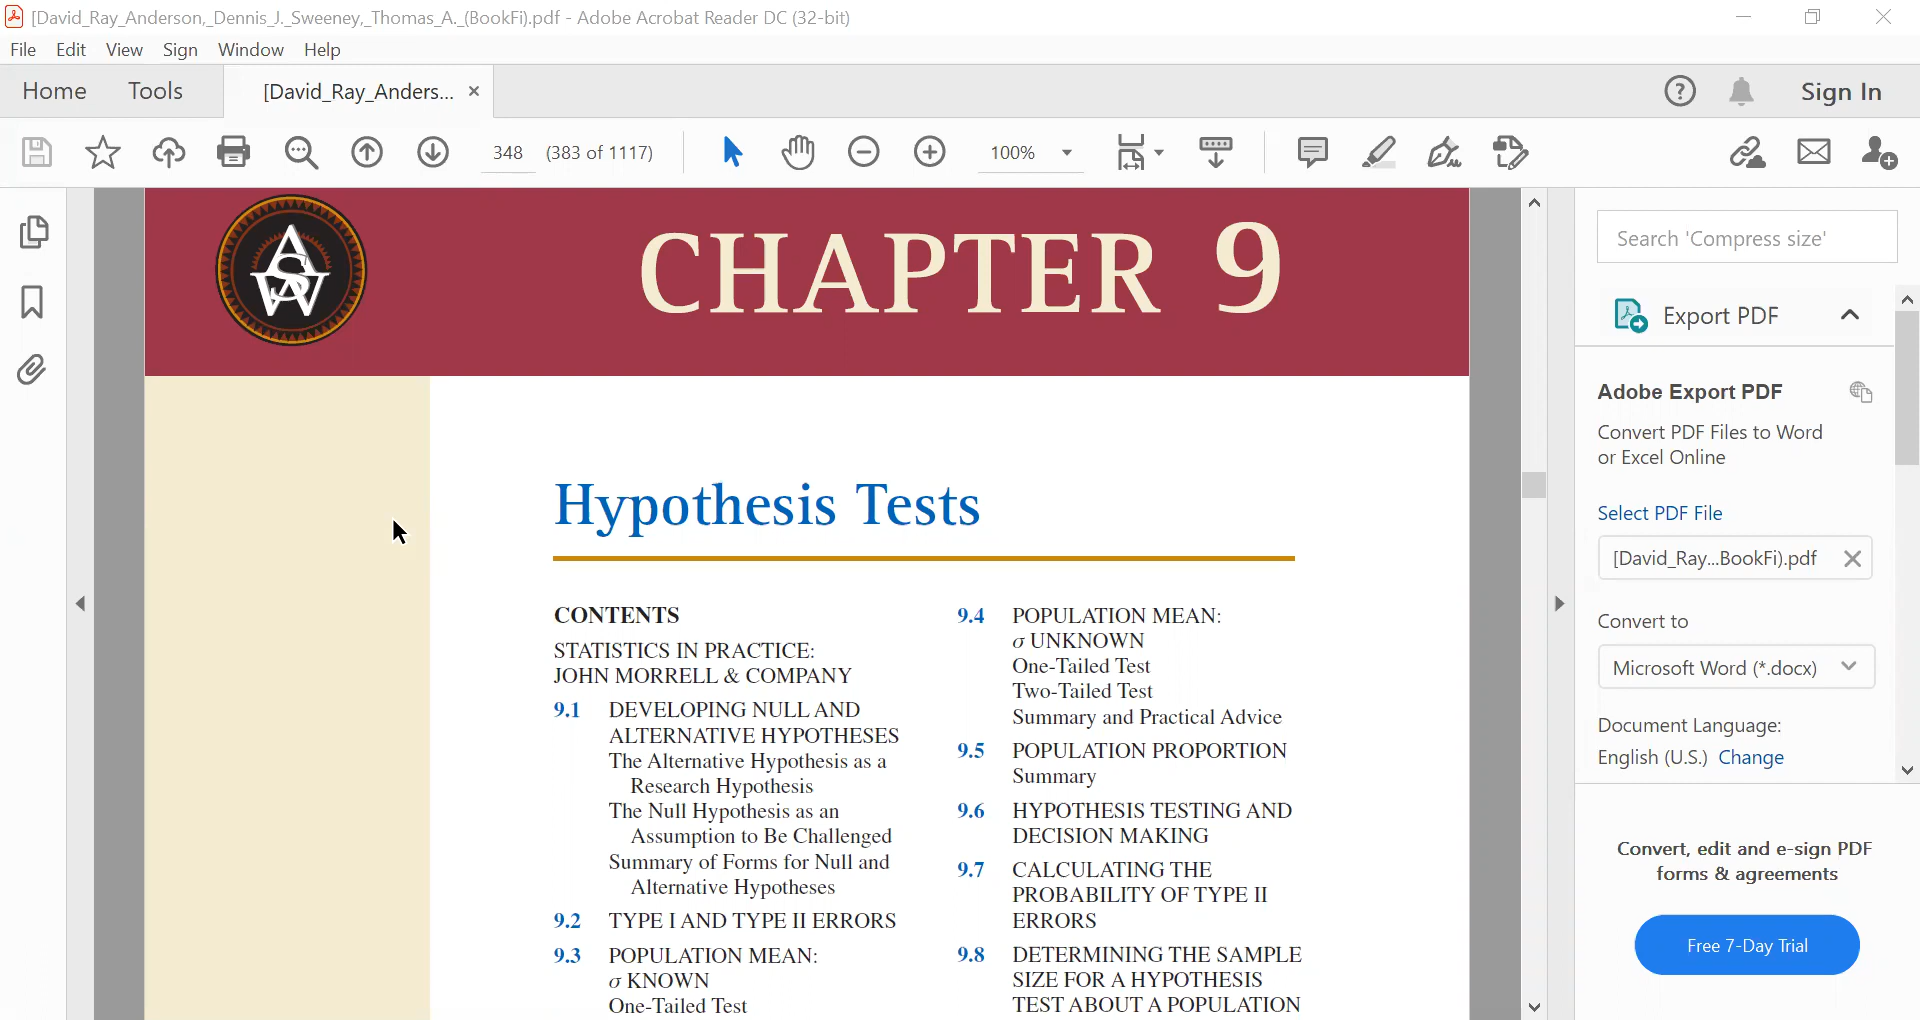 [David_Ray_Anderson,_Dennis_J._Sweeney,_Thomas_A._(BookFi).pdf - Adobe Acrobat Reader DC (32-bit)
File Edit View Sign Window Help
Home Tools [David_Ray_Anders... × Sign In
348 (383 of 1117) 100%
ASW
CHAPTER 9
Hypothesis Tests
CONTENTS
STATISTICS IN PRACTICE:
JOHN MORRELL & COMPANY
9.1 DEVELOPING NULL AND
ALTERNATIVE HYPOTHESES
The Alternative Hypothesis as a
Research Hypothesis
The Null Hypothesis as an
Assumption to Be Challenged
Summary of Forms for Null and
Alternative Hypotheses
9.2 TYPE I AND TYPE II ERRORS
9.3 POPULATION MEAN:
σ KNOWN
One-Tailed Test
9.4 POPULATION MEAN:
σ UNKNOWN
One-Tailed Test
Two-Tailed Test
Summary and Practical Advice
9.5 POPULATION PROPORTION
Summary
9.6 HYPOTHESIS TESTING AND
DECISION MAKING
9.7 CALCULATING THE
PROBABILITY OF TYPE II
ERRORS
9.8 DETERMINING THE SAMPLE
SIZE FOR A HYPOTHESIS
TEST ABOUT A POPULATION
Search 'Compress size'
Export PDF
Adobe Export PDF
Convert PDF Files to Word
or Excel Online
Select PDF File
[David_Ray...BookFi).pdf
Convert to
Microsoft Word (*.docx)
Document Language:
English (U.S.) Change
Convert, edit and e-sign PDF
forms & agreements
Free 7-Day Trial